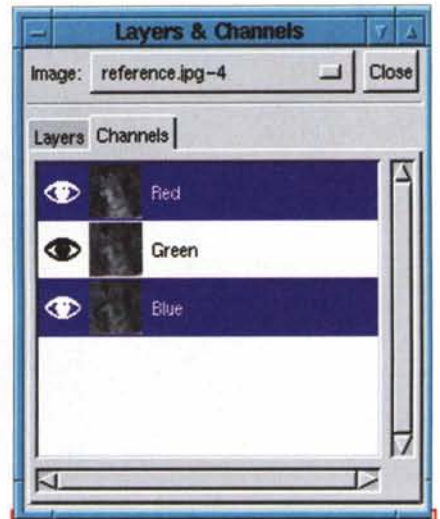 Layers & Channels
Image: reference.jpg-4 Close
Layers Channels
Red
Green
Blue